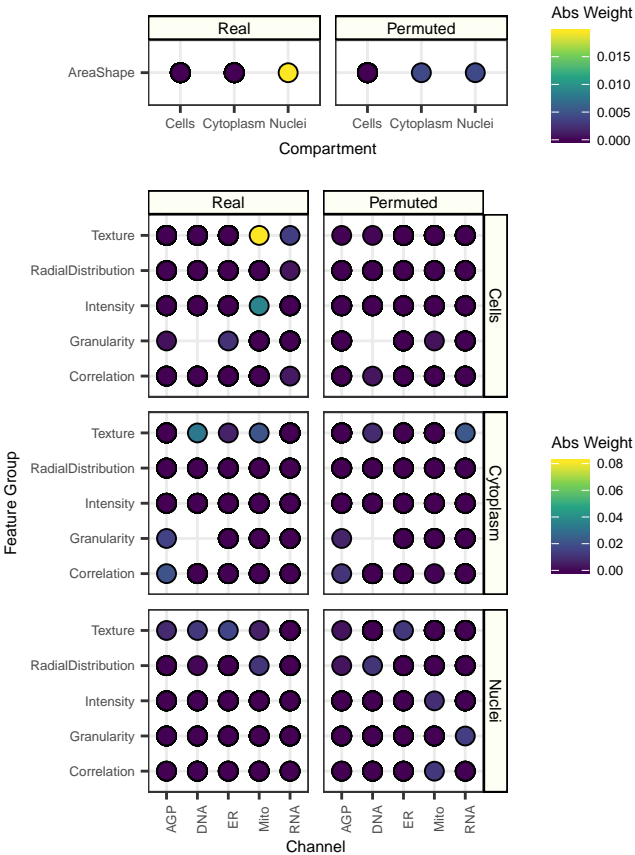 Real Permuted
AreaShape
Cells Cytoplasm Nuclei Cells Cytoplasm Nuclei
Compartment
Abs Weight
0.015
0.010
0.005
0.000
Real Permuted
Texture
RadialDistribution
Intensity
Granularity
Correlation
Cells
Texture
RadialDistribution
Intensity
Granularity
Correlation
Cytoplasm
Texture
RadialDistribution
Intensity
Granularity
Correlation
Nuclei
Feature Group
AGP DNA ER Mito RNA AGP DNA ER Mito RNA
Channel
Abs Weight
0.08
0.06
0.04
0.02
0.00